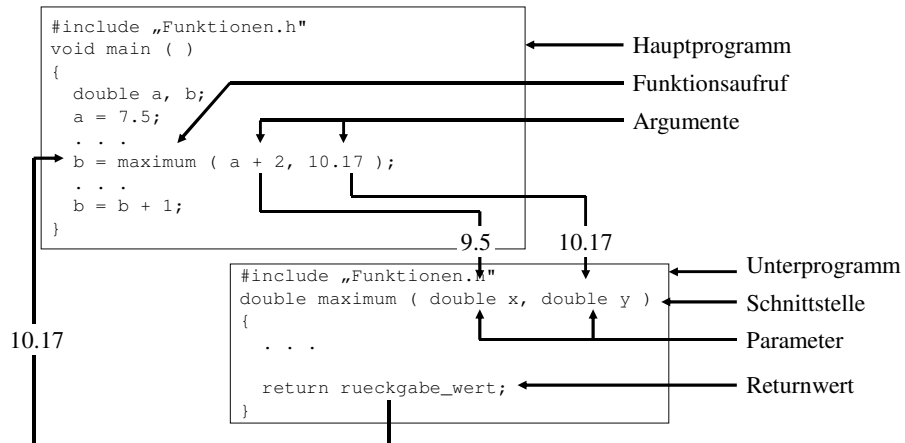 #include „Funktionen.h"
void main ( )
{
double a, b;
a = 7.5;
. . .
b = maximum ( a + 2, 10.17 );
. . .
b = b + 1;
}
Hauptprogramm
Funktionsaufruf
Argumente
9.5
10.17
#include „Funktionen.h"
double maximum ( double x, double y )
{
. . .
return rueckgabe_wert;
}
Unterprogramm
Schnittstelle
Parameter
Returnwert
10.17